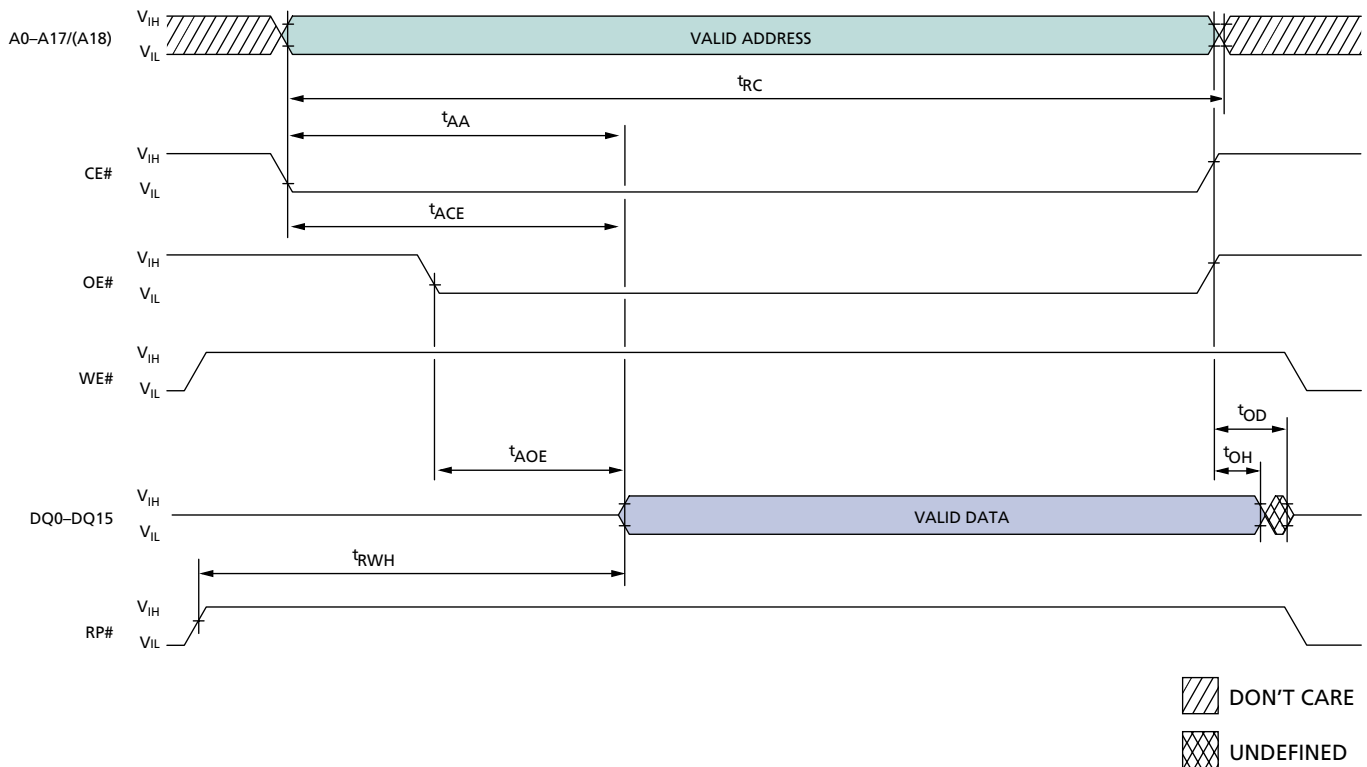 A0–A17/(A18)
VIH
VIL
VALID ADDRESS
tRC
tAA
CE#
VIH
VIL
tACE
OE#
VIH
VIL
WE#
VIH
VIL
tOD
tAOE
tOH
DQ0–DQ15
VIH
VIL
VALID DATA
tRWH
RP#
VIH
VIL
DON'T CARE
UNDEFINED